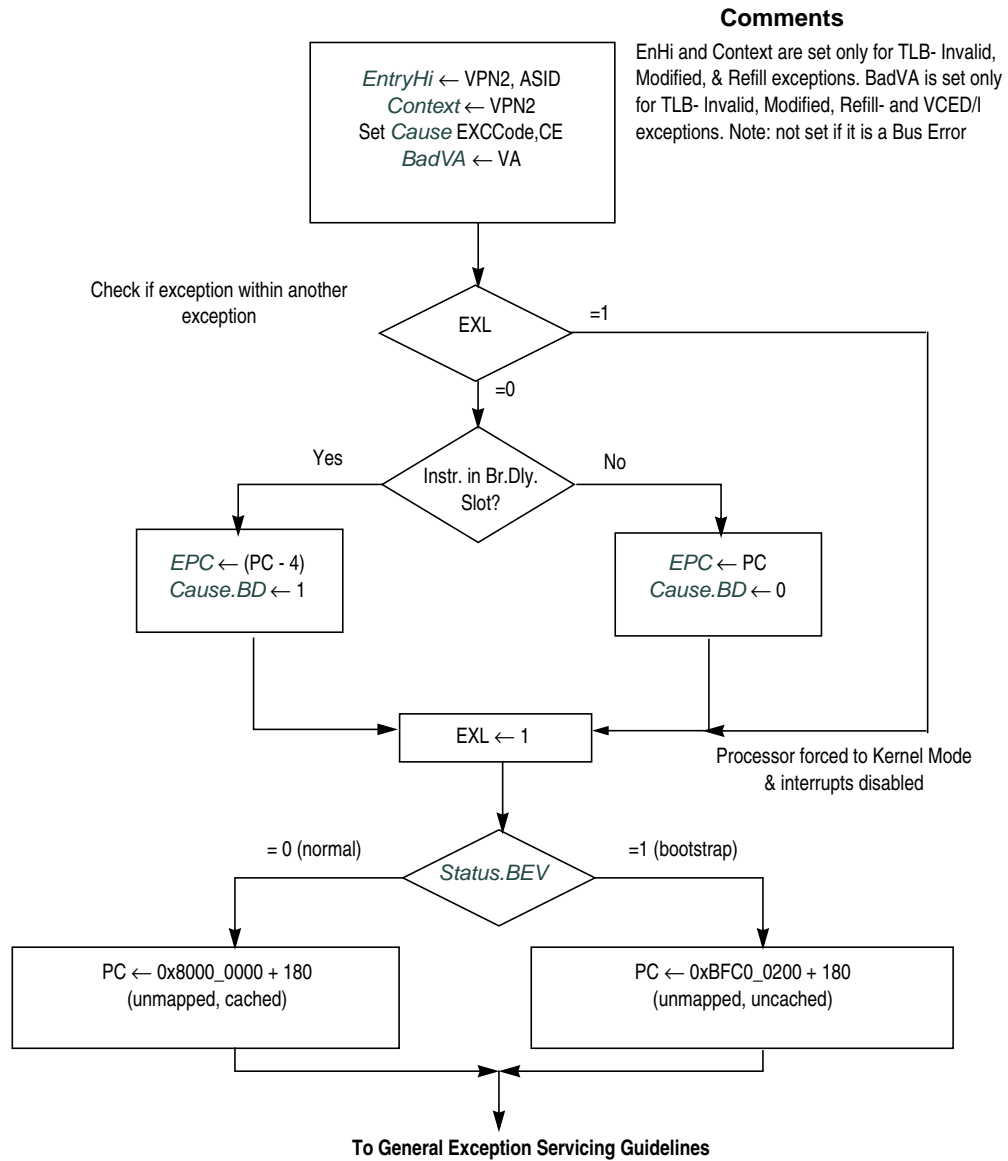 Comments
EnHi and Context are set only for TLB- Invalid,
Modified, & Refill exceptions. BadVA is set only
for TLB- Invalid, Modified, Refill- and VCED/I
exceptions. Note: not set if it is a Bus Error
EntryHi ← VPN2, ASID
Context ← VPN2
Set Cause EXCCode,CE
BadVA ← VA
Check if exception within another
exception
EXL
=1
=0
Yes
Instr. in Br.Dly.
Slot?
No
EPC ← (PC - 4)
Cause.BD ← 1
EPC ← PC
Cause.BD ← 0
EXL ← 1
Processor forced to Kernel Mode
& interrupts disabled
= 0 (normal)
Status.BEV
=1 (bootstrap)
PC ← 0x8000_0000 + 180
(unmapped, cached)
PC ← 0xBFC0_0200 + 180
(unmapped, uncached)
To General Exception Servicing Guidelines